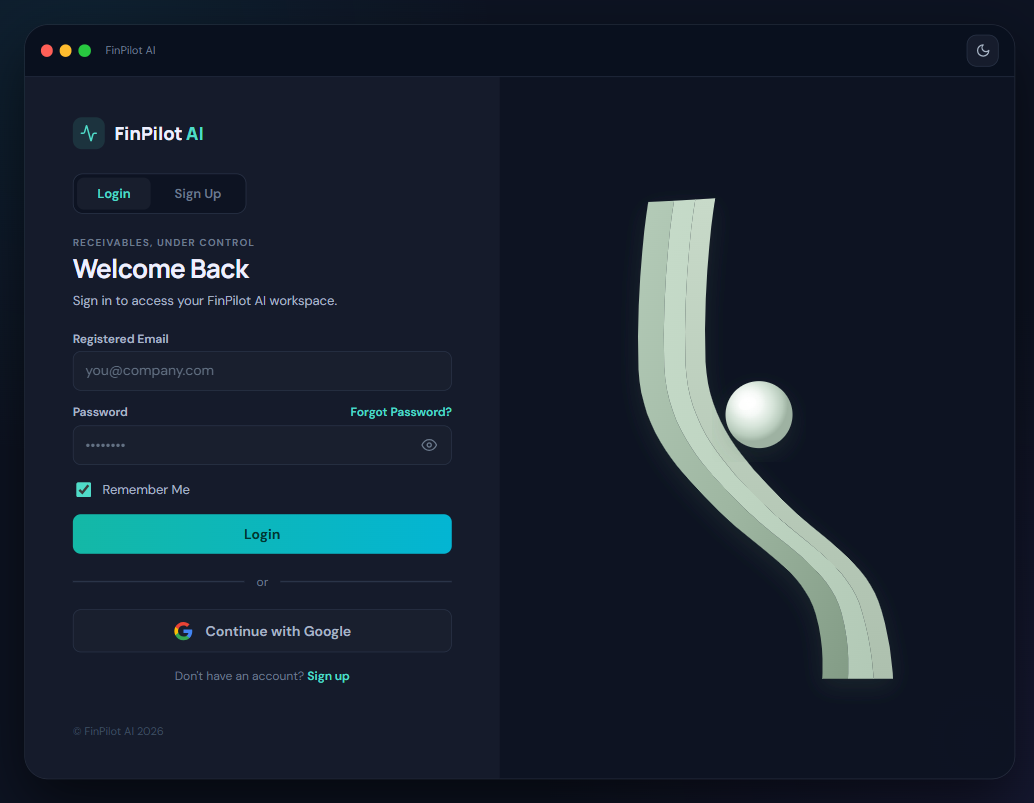 FinPilot AI
FinPilot AI
Login Sign Up
RECEIVABLES, UNDER CONTROL
Welcome Back
Sign in to access your FinPilot AI workspace.
Registered Email
you@company.com
Password Forgot Password?
••••••••
Remember Me
Login
or
Continue with Google
Don't have an account? Sign up
© FinPilot AI 2026